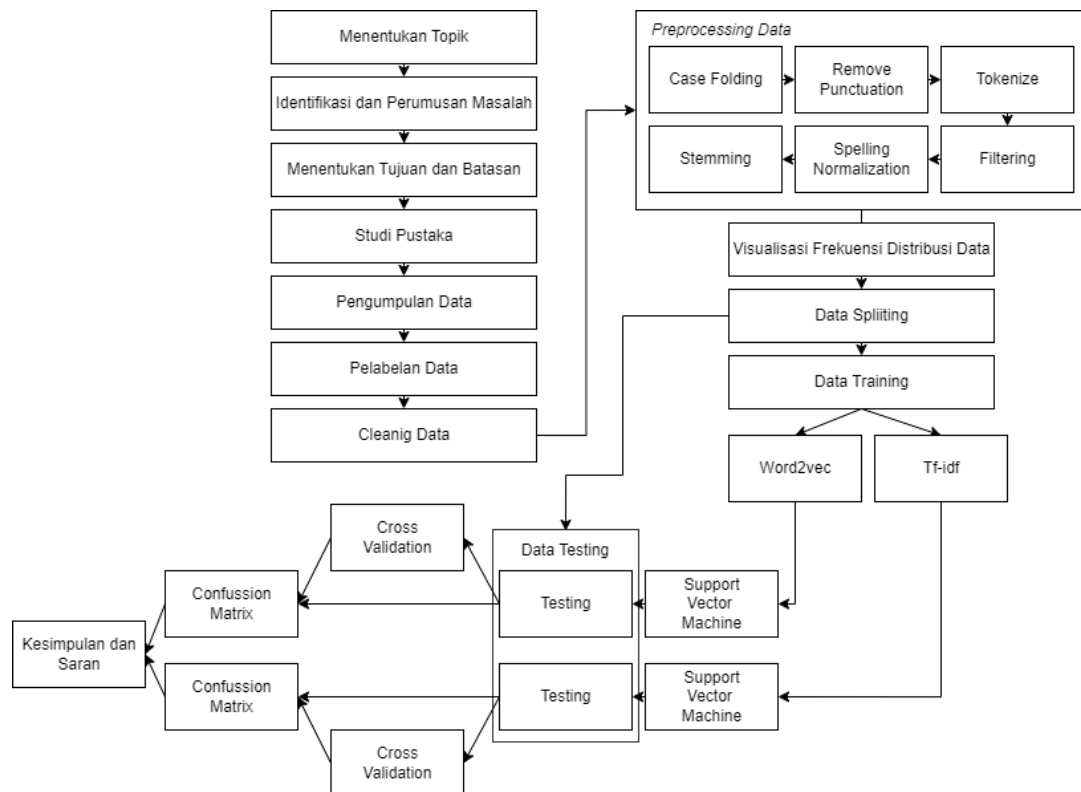 Menentukan Topik
Identifikasi dan Perumusan Masalah
Menentukan Tujuan dan Batasan
Studi Pustaka
Pengumpulan Data
Pelabelan Data
Cleanig Data
Preprocessing Data
Case Folding
Remove
Punctuation
Tokenize
Stemming
Spelling
Normalization
Filtering
Visualisasi Frekuensi Distribusi Data
Data Spliiting
Data Training
Word2vec
Tf-idf
Data Testing
Cross
Validation
Confussion
Matrix
Testing
Support
Vector
Machine
Kesimpulan dan
Saran
Confussion
Matrix
Testing
Support
Vector
Machine
Cross
Validation